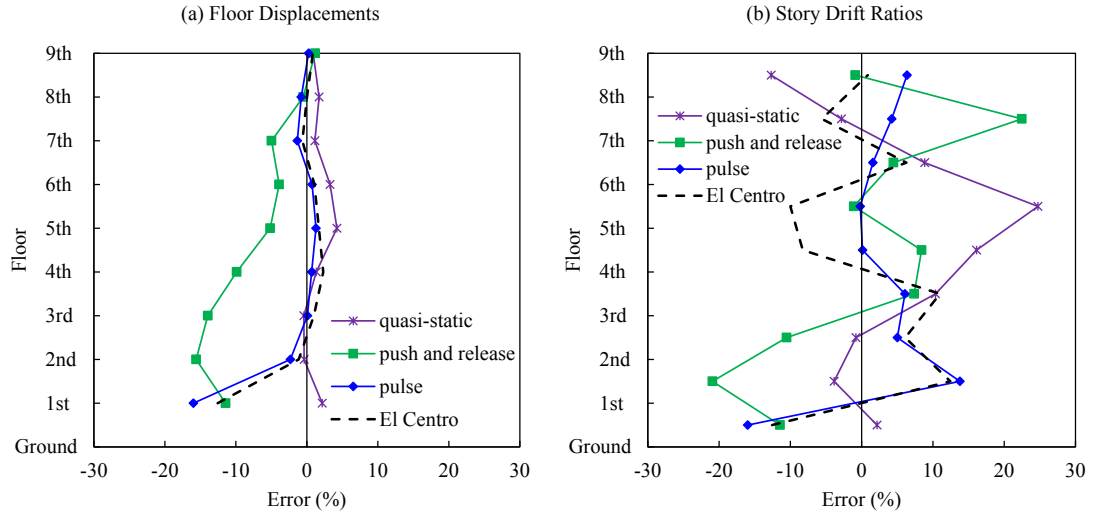 (a) Floor Displacements
9th
8th
7th
6th
5th
4th
3rd
2nd
1st
Ground
Floor
-30 -20 -10 0 10 20 30
Error (%)
quasi-static
push and release
pulse
El Centro
(b) Story Drift Ratios
9th
8th
7th
6th
5th
4th
3rd
2nd
1st
Ground
Floor
-30 -20 -10 0 10 20 30
Error (%)
quasi-static
push and release
pulse
El Centro